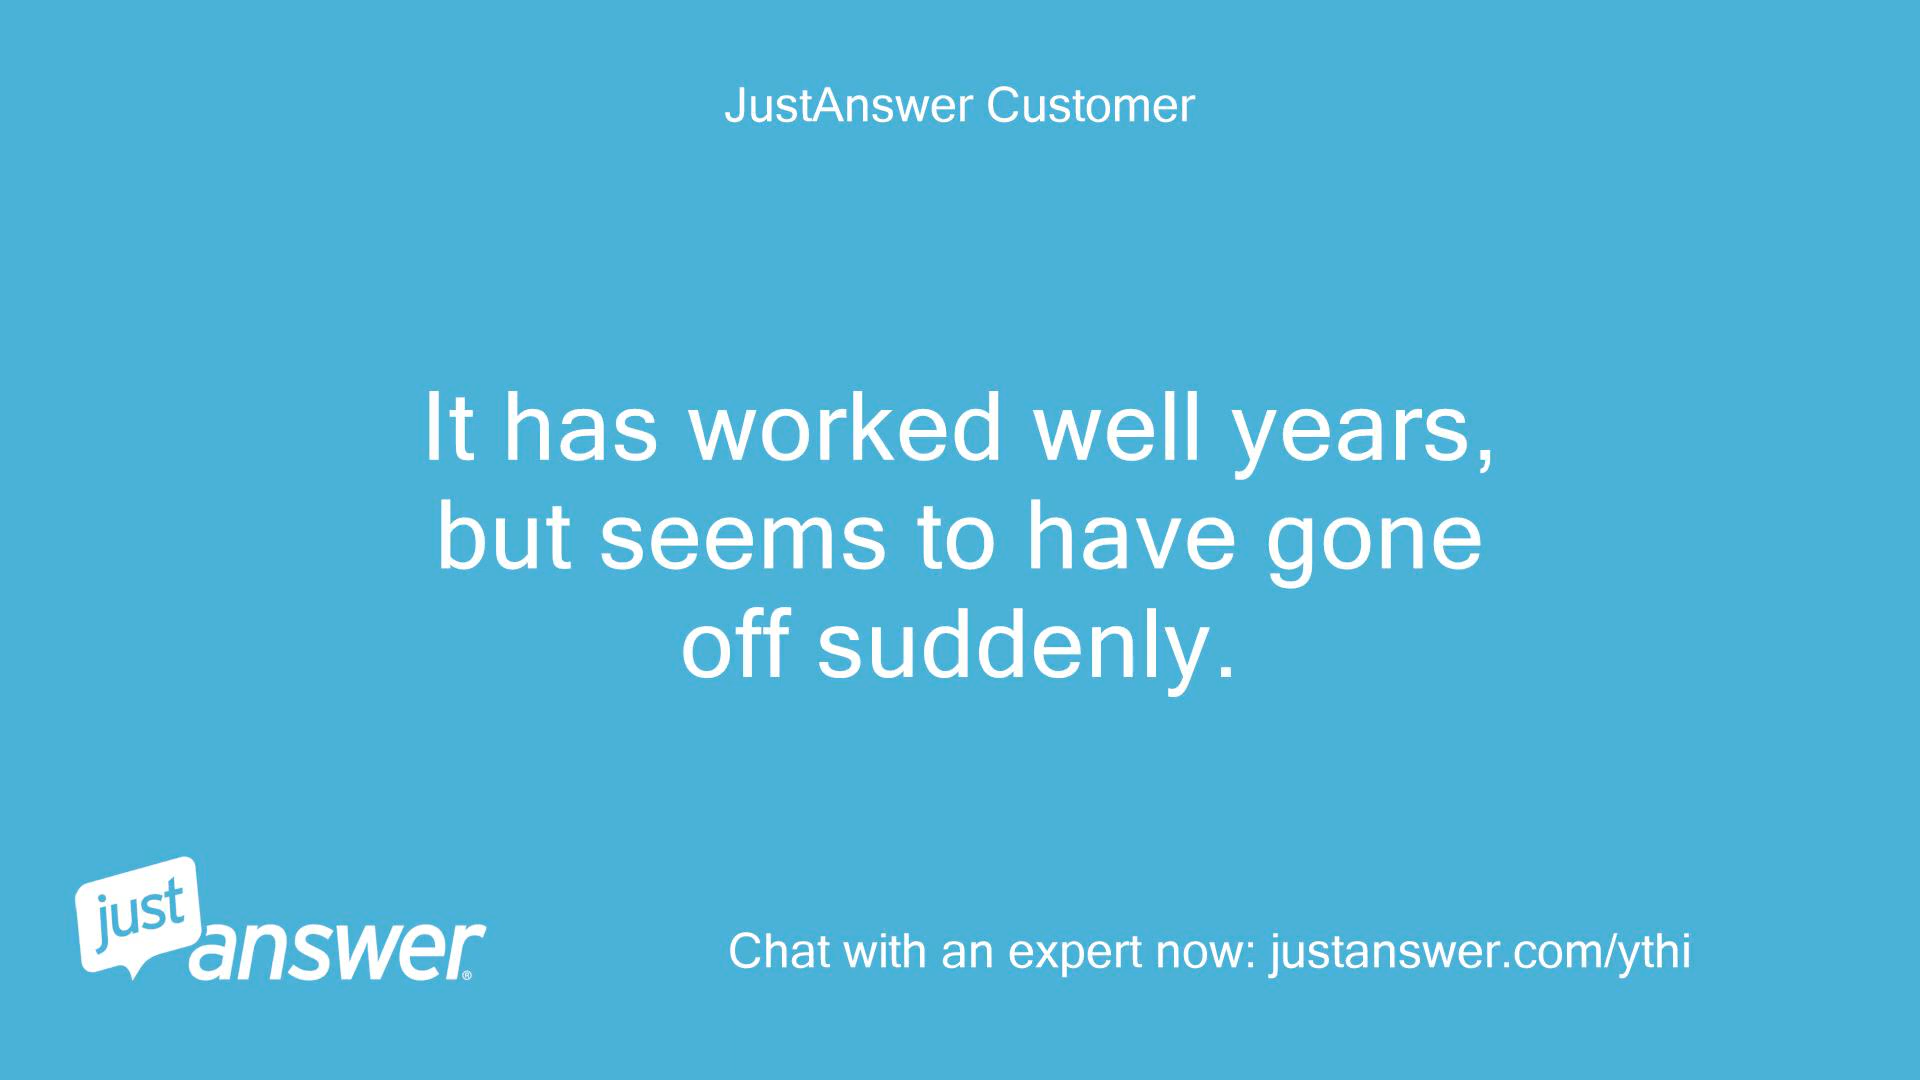 JustAnswer Customer
It has worked well years,
but seems to have gone
off suddenly.
just
answer®
Chat with an expert now: justanswer.com/ythi